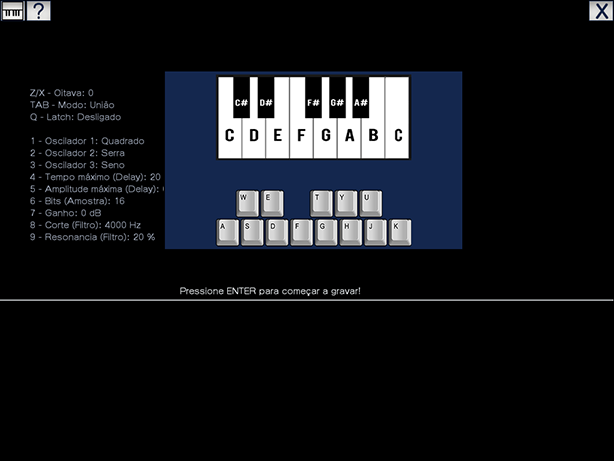 ? X
Z/X - Oitava: 0
TAB - Modo: União
Q - Latch: Desligado
1 - Oscilador 1: Quadrado
2 - Oscilador 2: Serra
3 - Oscilador 3: Seno
4 - Tempo máximo (Delay): 20
5 - Amplitude máxima (Delay):
6 - Bits (Amostra): 16
7 - Ganho: 0 dB
8 - Corte (Filtro): 4000 Hz
9 - Resonancia (Filtro): 20 %
C# D# F# G# A#
C D E F G A B C
W E T Y U
A S D F G H J K
Pressione ENTER para começar a gravar!